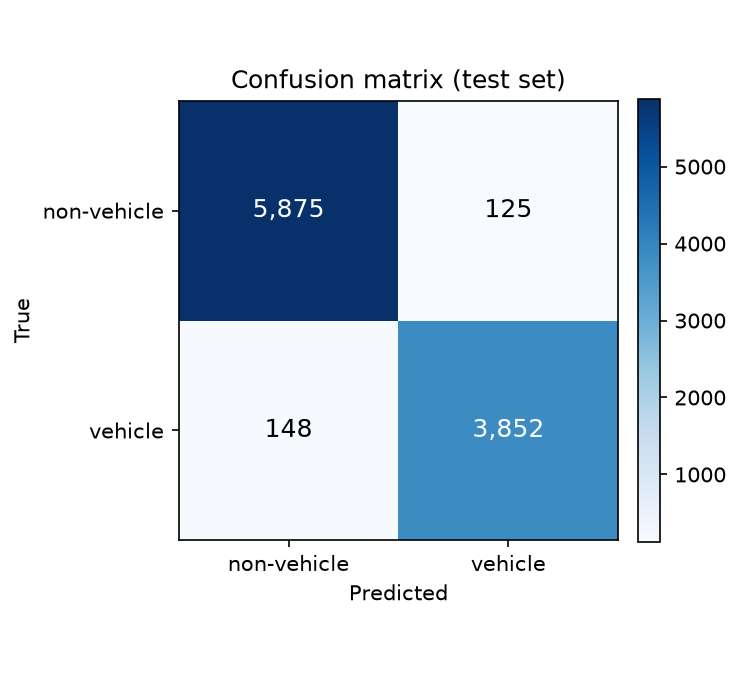 Confusion matrix (test set)
True
non-vehicle
5,875
125
vehicle
148
3,852
non-vehicle
vehicle
Predicted
5000
4000
3000
2000
1000